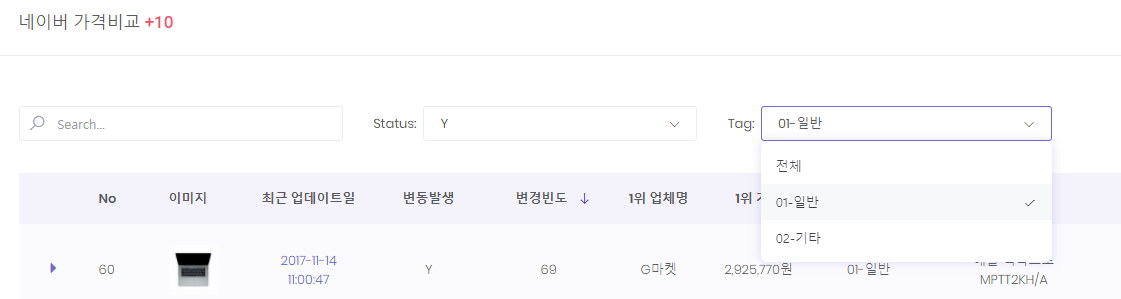 네이버 가격비교 +10
Search...
Status: Y
Tag: 01-일반
전체
01-일반
02-기타
No 이미지 최근 업데이트일 변동발생 변경빈도 ↓ 1위 업체명 1위
60 2017-11-14 11:00:47 Y 69 G마켓 2,925,770원 01-일반
MPTT2KH/A